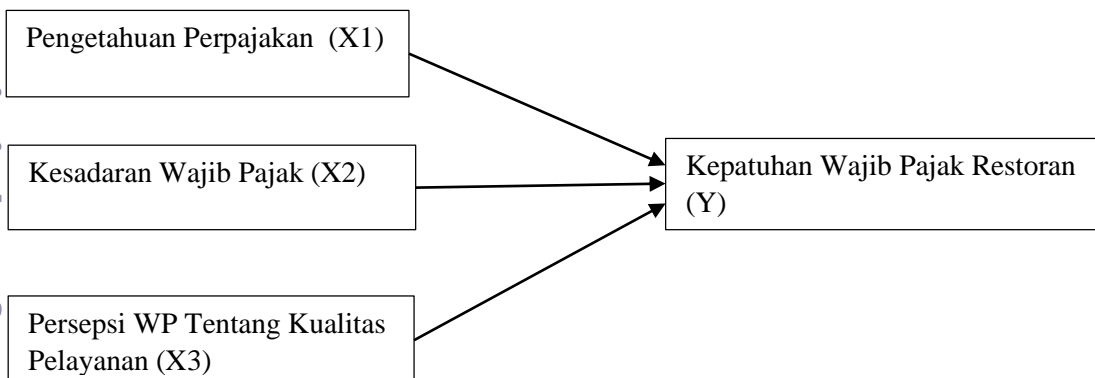 Pengetahuan Perpajakan (X1)
Kesadaran Wajib Pajak (X2)
Persepsi WP Tentang Kualitas
Pelayanan (X3)
Kepatuhan Wajib Pajak Restoran
(Y)